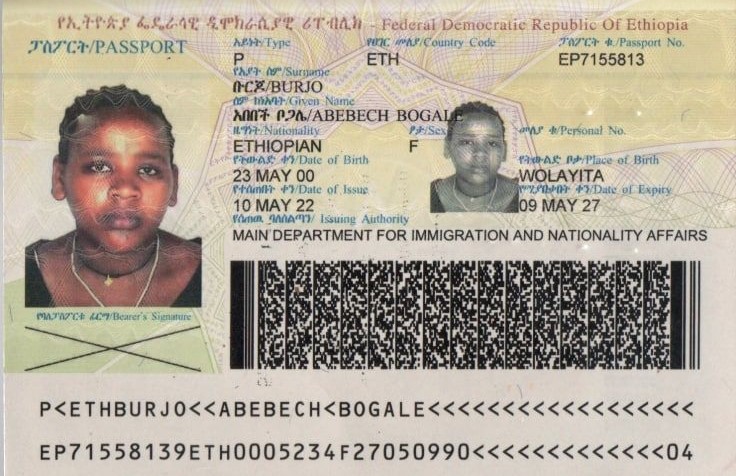 የኢትዮጵያ ፌዴራላዊ ዲሞክራሲያዊ ሪፐብሊክ - Federal Democratic Republic Of Ethiopia
ፓስፖርት/PASSPORT
አይነት/Type የሀገር መለያ/Country Code ፓስፖርት ቁ./Passport No.
P ETH EP7155813
የአያት ስም/Surname
ቡርጆ/BURJO
ስም ከነአባት/Given Name
አበበች ቦጋሌ/ABEBECH BOGALE
ዜግነት/Nationality ፆታ/Sex መለያ ቁ/Personal No.
ETHIOPIAN F
የትውልድ ቀን/Date of Birth የትውልድ ቦታ/Place of Birth
23 MAY 00 WOLAYITA
የተሰጠበት ቀን/Date of Issue የሚያበቃበት ቀን/Date of Expiry
10 MAY 22 09 MAY 27
የሰጠው ባለስልጣን/ Issuing Authority
MAIN DEPARTMENT FOR IMMIGRATION AND NATIONALITY AFFAIRS
የባለፓስፖርቱ ፊርማ/Bearer's Signature
P<ETHBURJO<<ABEBECH<BOGALE<<<<<<<<<<<<<<<<<<
EP71558139ETH0005234F27050990<<<<<<<<<<<<<04